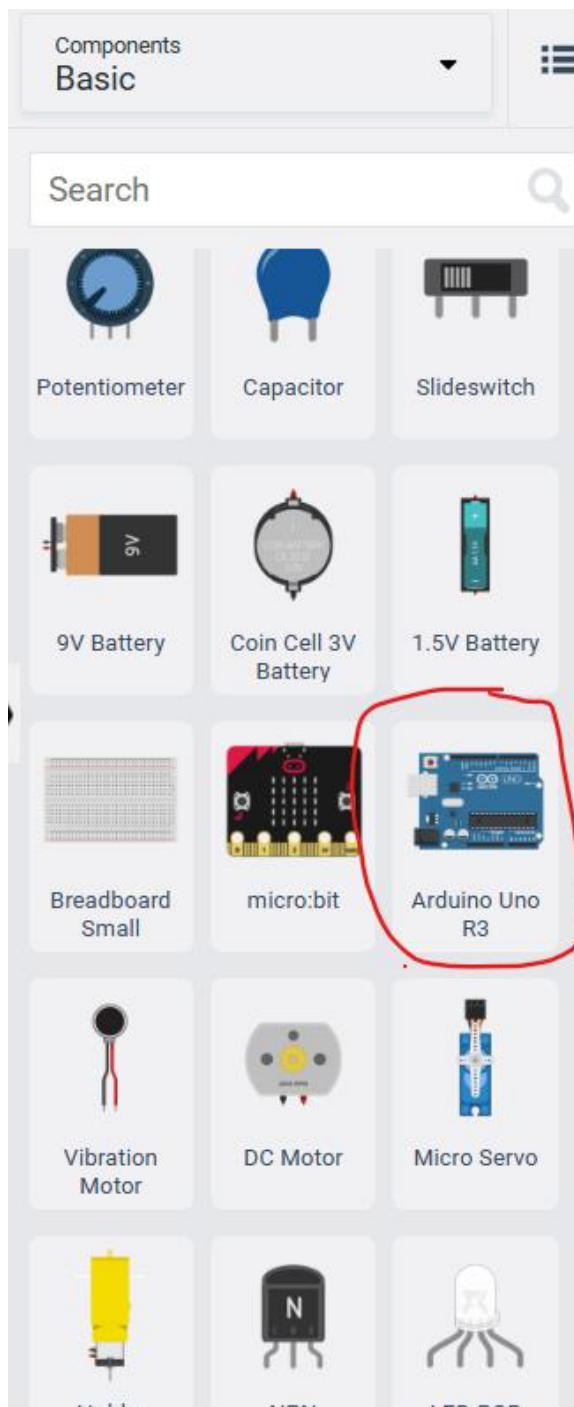 Components
Basic
Search
Potentiometer
Capacitor
Slideswitch
9V
9V Battery
Coin Cell 3V
Battery
1.5V Battery
Breadboard
Small
micro:bit
UNO
Arduino Uno
R3
Vibration
Motor
DC Motor
Micro Servo
N